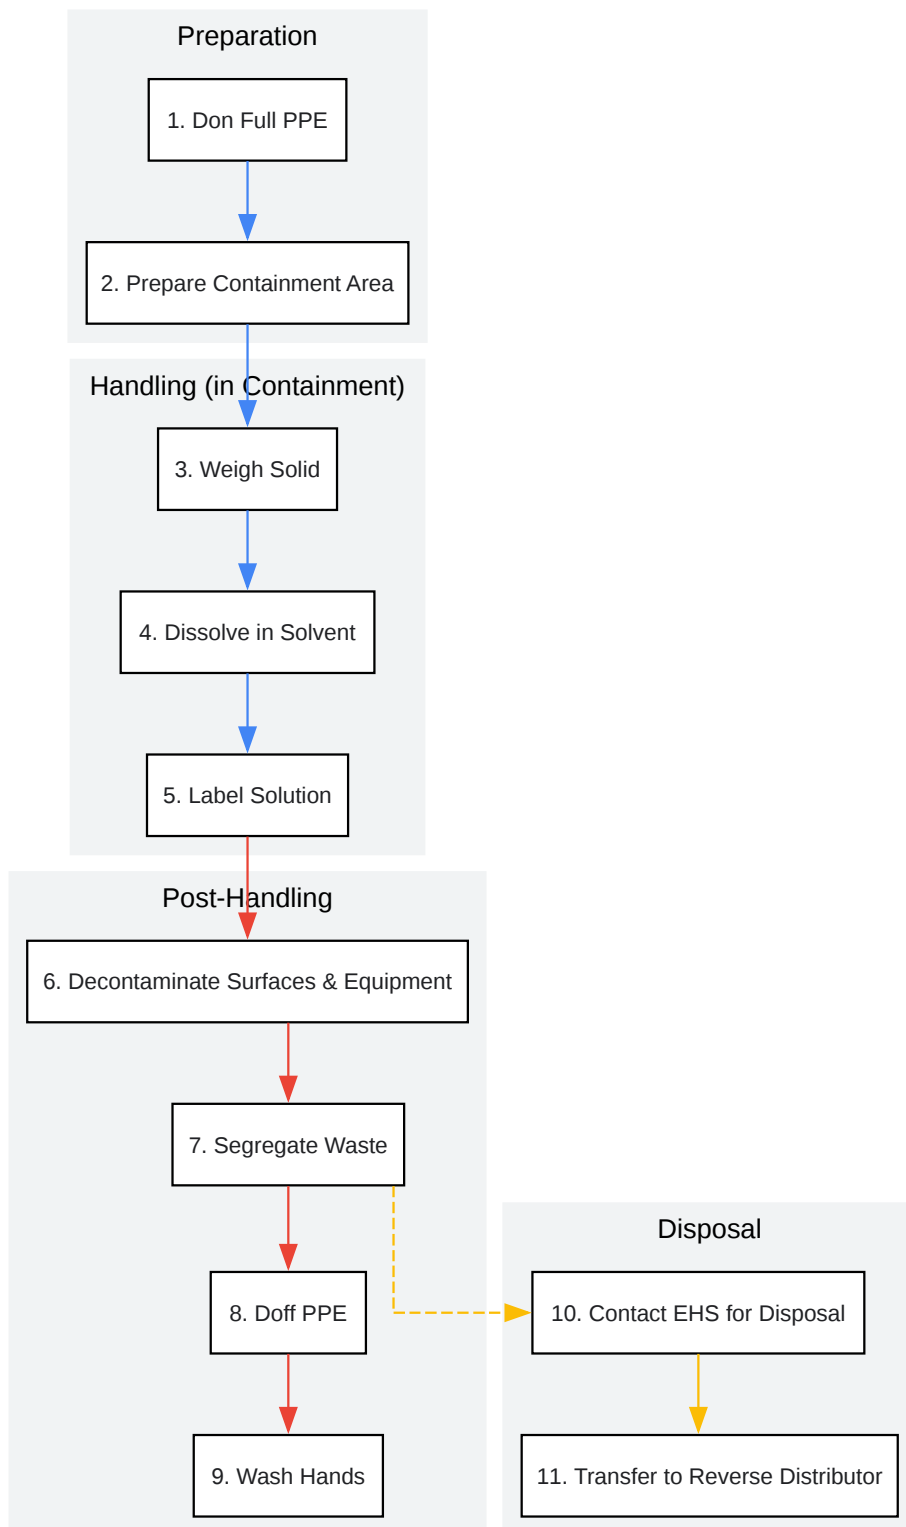 Preparation
1. Don Full PPE
2. Prepare Containment Area
Handling (in Containment)
3. Weigh Solid
4. Dissolve in Solvent
5. Label Solution
Post-Handling
6. Decontaminate Surfaces & Equipment
7. Segregate Waste
8. Doff PPE
9. Wash Hands
Disposal
10. Contact EHS for Disposal
11. Transfer to Reverse Distributor